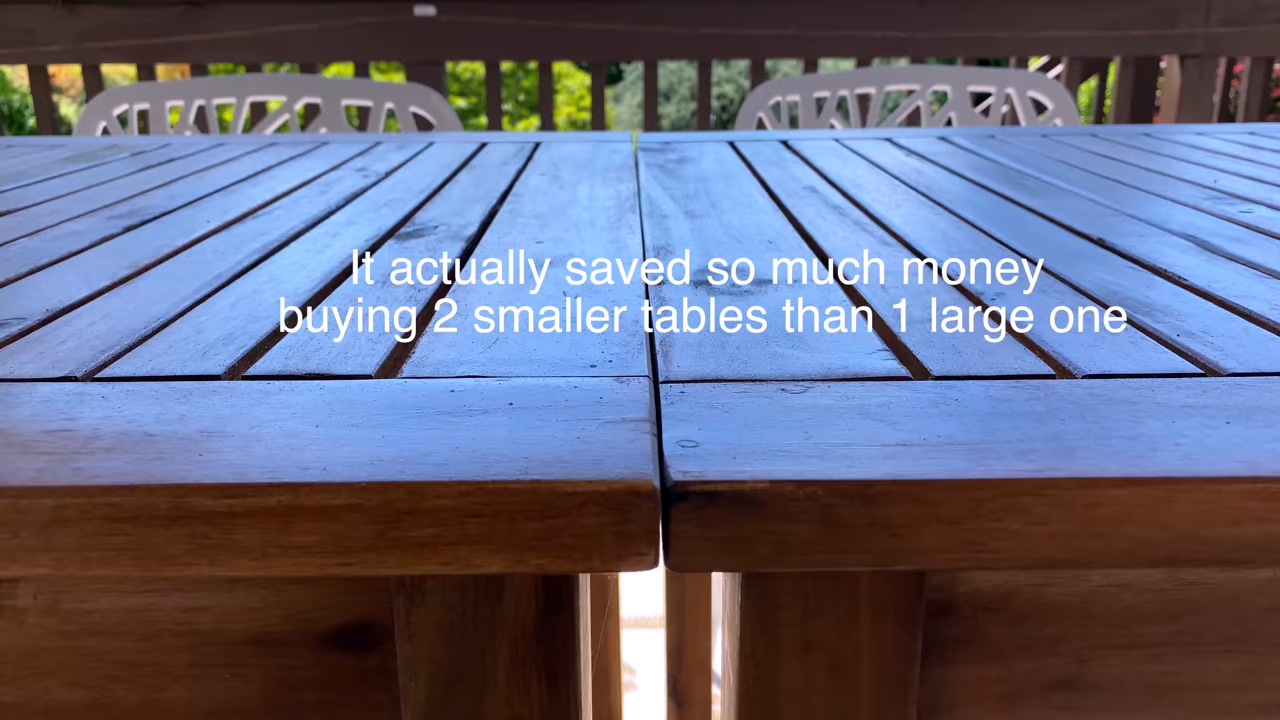 It actually saved so much money
buying 2 smaller tables than 1 large one